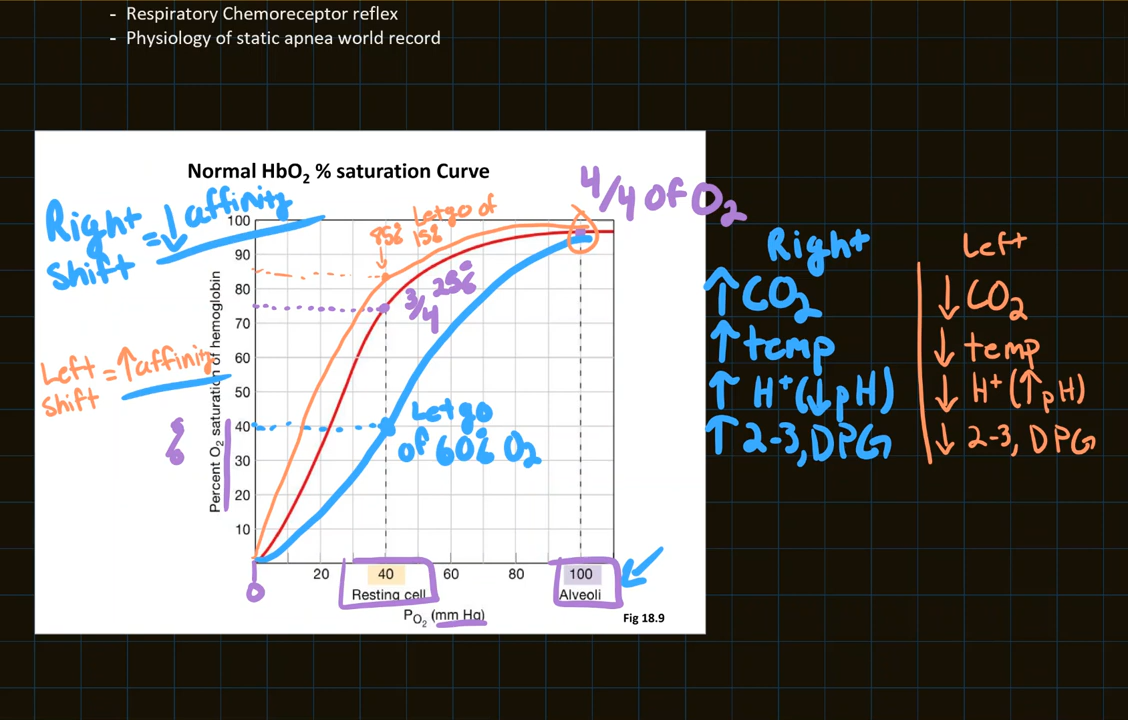 - Respiratory Chemoreceptor reflex
- Physiology of static apnea world record
Normal HbO₂ % saturation Curve
4/4 of O₂
Right = ↓ affinity
shift
Let go of
85% 15%
100
90
80
70
60
50
40
30
20
10
Percent O₂ saturation of hemoglobin
3/4 25%
Left = ↑ affinity
shift
%
Let go
of 60% O₂
0
20 40 60 80 100
Resting cell Alveoli
PO₂ (mm Hg)
Fig 18.9
Right
↑ CO₂
↑ temp
↑ H⁺ (↓pH)
↑ 2-3, DPG
Left
↓ CO₂
↓ temp
↓ H⁺ (↑pH)
↓ 2-3, DPG